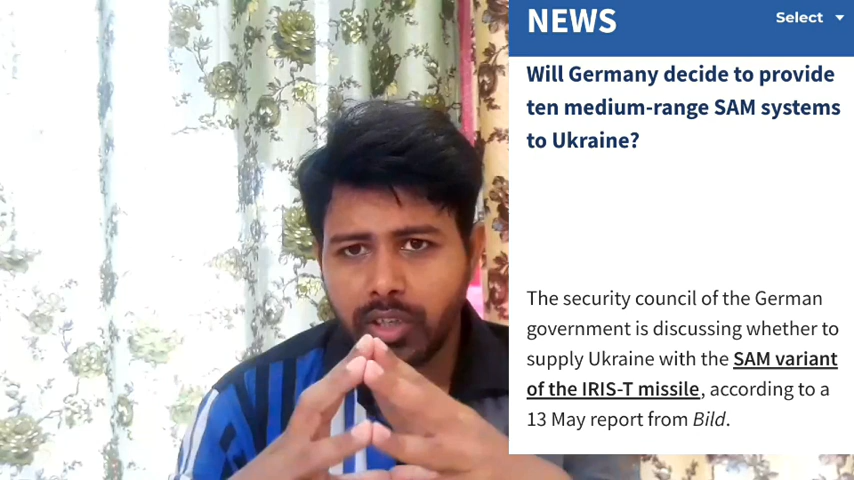 NEWS
Select
Will Germany decide to provide
ten medium-range SAM systems
to Ukraine?
The security council of the German
government is discussing whether to
supply Ukraine with the SAM variant
of the IRIS-T missile, according to a
13 May report from Bild.